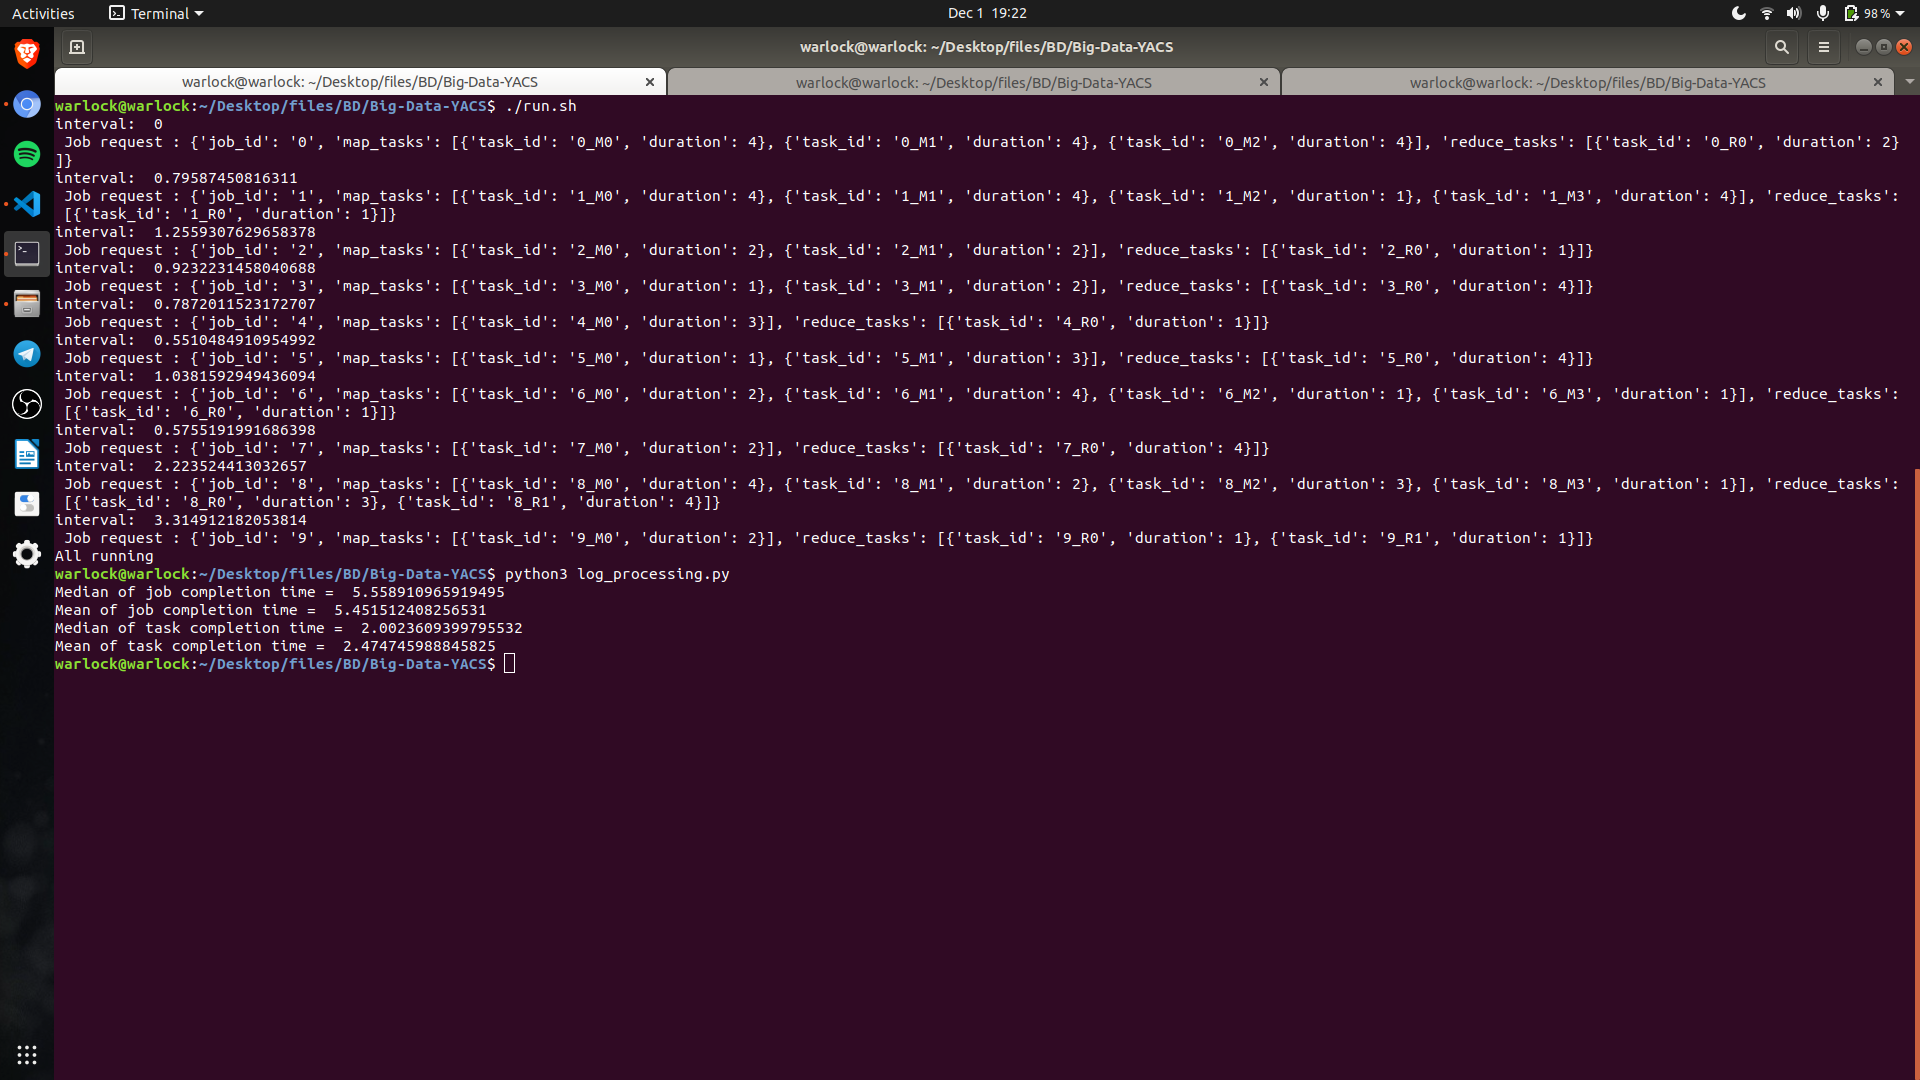 Activities
Terminal
Dec 1 19:22
98 %
warlock@warlock: ~/Desktop/files/BD/Big-Data-YACS
warlock@warlock: ~/Desktop/files/BD/Big-Data-YACS
warlock@warlock: ~/Desktop/files/BD/Big-Data-YACS
warlock@warlock: ~/Desktop/files/BD/Big-Data-YACS
warlock@warlock:~/Desktop/files/BD/Big-Data-YACS$ ./run.sh
interval:  0
 Job request : {'job_id': '0', 'map_tasks': [{'task_id': '0_M0', 'duration': 4}, {'task_id': '0_M1', 'duration': 4}, {'task_id': '0_M2', 'duration': 4}], 'reduce_tasks': [{'task_id': '0_R0', 'duration': 2}
]}
interval:  0.79587450816311
 Job request : {'job_id': '1', 'map_tasks': [{'task_id': '1_M0', 'duration': 4}, {'task_id': '1_M1', 'duration': 4}, {'task_id': '1_M2', 'duration': 1}, {'task_id': '1_M3', 'duration': 4}], 'reduce_tasks':
 [{'task_id': '1_R0', 'duration': 1}]}
interval:  1.2559307629658378
 Job request : {'job_id': '2', 'map_tasks': [{'task_id': '2_M0', 'duration': 2}, {'task_id': '2_M1', 'duration': 2}], 'reduce_tasks': [{'task_id': '2_R0', 'duration': 1}]}
interval:  0.9232231458040688
 Job request : {'job_id': '3', 'map_tasks': [{'task_id': '3_M0', 'duration': 1}, {'task_id': '3_M1', 'duration': 2}], 'reduce_tasks': [{'task_id': '3_R0', 'duration': 4}]}
interval:  0.7872011523172707
 Job request : {'job_id': '4', 'map_tasks': [{'task_id': '4_M0', 'duration': 3}], 'reduce_tasks': [{'task_id': '4_R0', 'duration': 1}]}
interval:  0.5510484910954992
 Job request : {'job_id': '5', 'map_tasks': [{'task_id': '5_M0', 'duration': 1}, {'task_id': '5_M1', 'duration': 3}], 'reduce_tasks': [{'task_id': '5_R0', 'duration': 4}]}
interval:  1.0381592949436094
 Job request : {'job_id': '6', 'map_tasks': [{'task_id': '6_M0', 'duration': 2}, {'task_id': '6_M1', 'duration': 4}, {'task_id': '6_M2', 'duration': 1}, {'task_id': '6_M3', 'duration': 1}], 'reduce_tasks':
 [{'task_id': '6_R0', 'duration': 1}]}
interval:  0.5755191991686398
 Job request : {'job_id': '7', 'map_tasks': [{'task_id': '7_M0', 'duration': 2}], 'reduce_tasks': [{'task_id': '7_R0', 'duration': 4}]}
interval:  2.223524413032657
 Job request : {'job_id': '8', 'map_tasks': [{'task_id': '8_M0', 'duration': 4}, {'task_id': '8_M1', 'duration': 2}, {'task_id': '8_M2', 'duration': 3}, {'task_id': '8_M3', 'duration': 1}], 'reduce_tasks':
 [{'task_id': '8_R0', 'duration': 3}, {'task_id': '8_R1', 'duration': 4}]}
interval:  3.314912182053814
 Job request : {'job_id': '9', 'map_tasks': [{'task_id': '9_M0', 'duration': 2}], 'reduce_tasks': [{'task_id': '9_R0', 'duration': 1}, {'task_id': '9_R1', 'duration': 1}]}
All running
warlock@warlock:~/Desktop/files/BD/Big-Data-YACS$ python3 log_processing.py
Median of job completion time =  5.558910965919495
Mean of job completion time =  5.451512408256531
Median of task completion time =  2.0023609399795532
Mean of task completion time =  2.474745988845825
warlock@warlock:~/Desktop/files/BD/Big-Data-YACS$